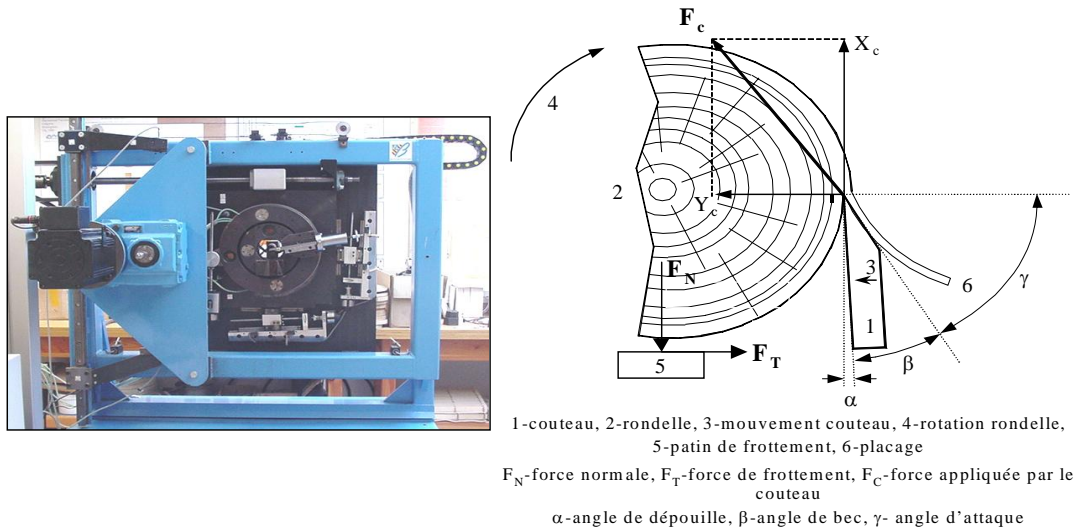 F_c
X_c
4
2
Y_c
F_N
3
6
γ
1
5
F_T
β
α
1-couteau, 2-rondelle, 3-mouvement couteau, 4-rotation rondelle,
5-patin de frottement, 6-placage
F_N-force normale, F_T-force de frottement, F_C-force appliquée par le
couteau
α-angle de dépouille, β-angle de bec, γ- angle d'attaque